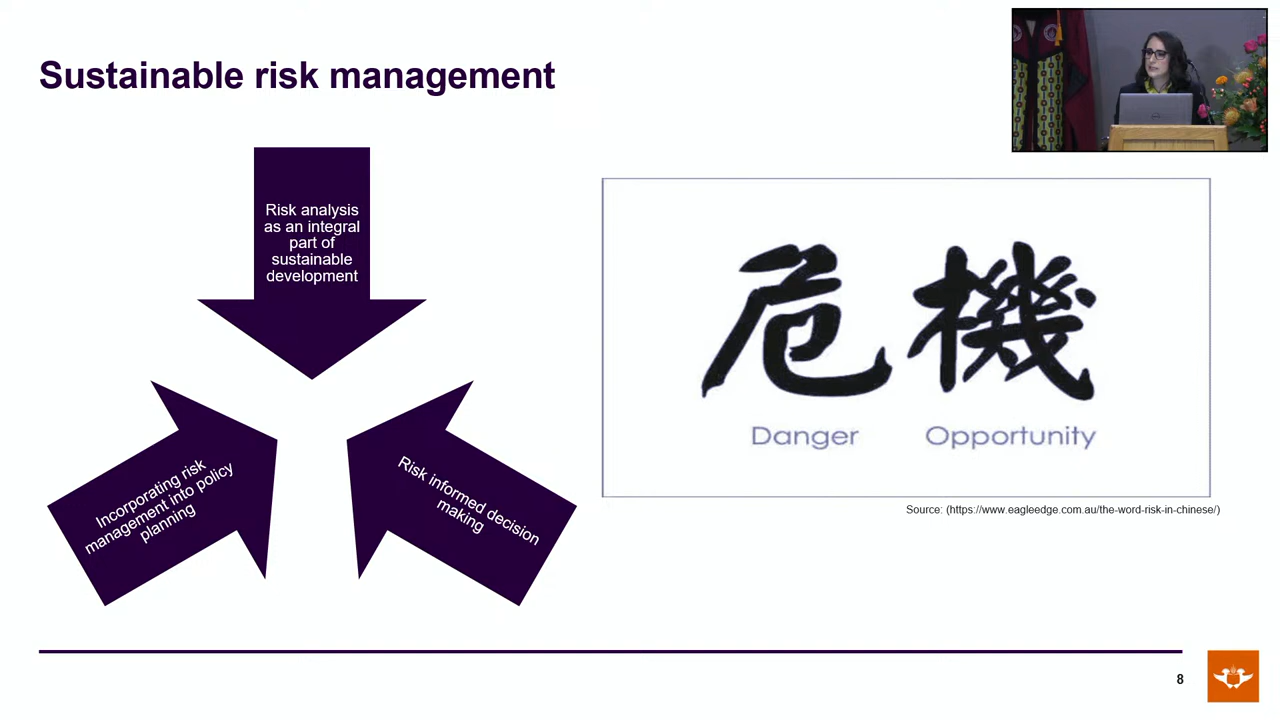 Sustainable risk management
Risk analysis
as an integral
part of
sustainable
development
Incorporating risk
management into policy
planning
Risk informed decision
making
危機
Danger Opportunity
Source: (https://www.eagleedge.com.au/the-word-risk-in-chinese/)
8